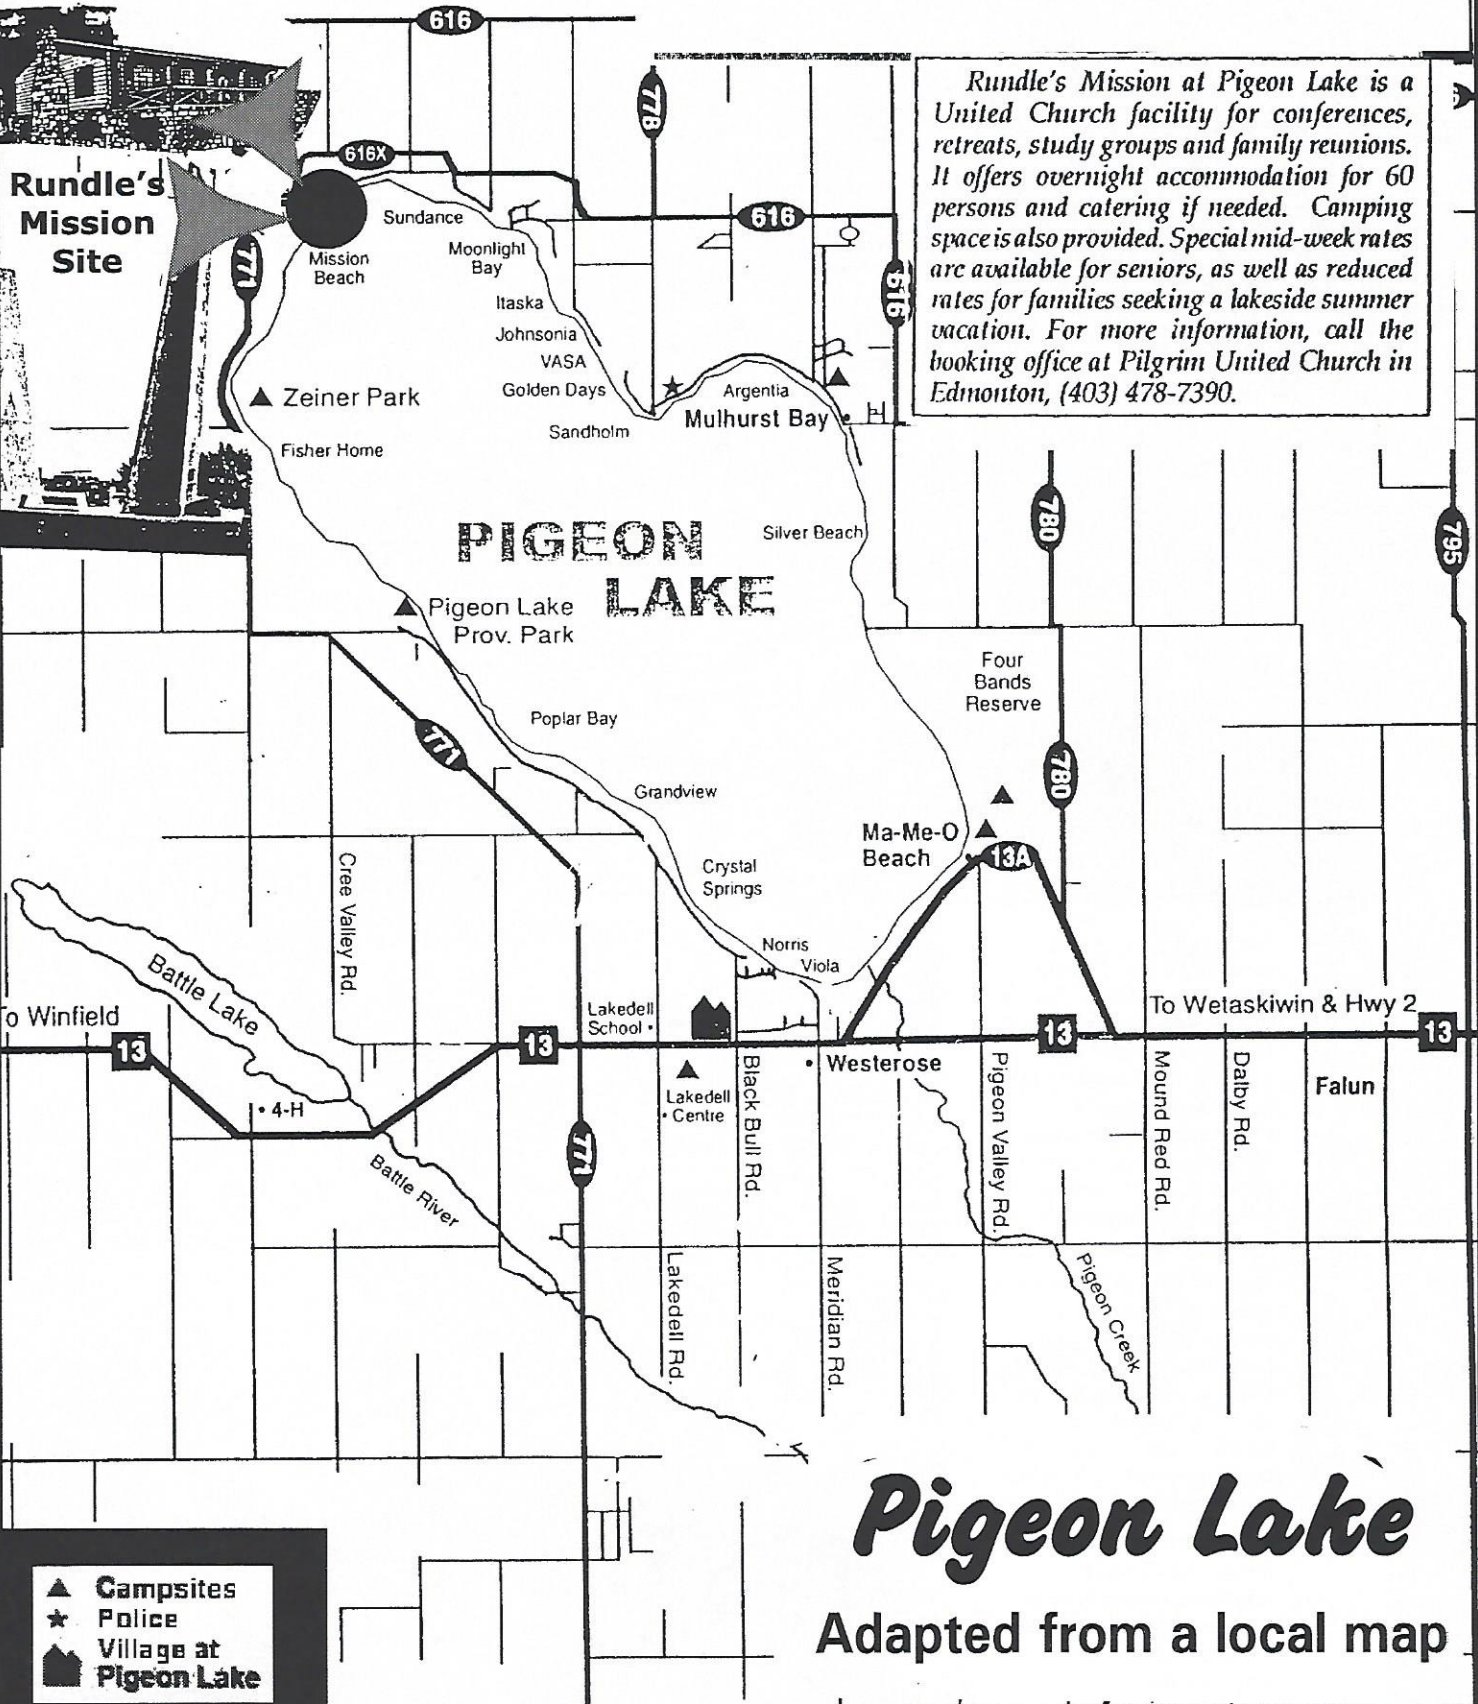 616
778
Rundle's Mission at Pigeon Lake is a
United Church facility for conferences,
retreats, study groups and family reunions.
It offers overnight accommodation for 60
persons and catering if needed. Camping
space is also provided. Special mid-week rates
are available for seniors, as well as reduced
rates for families seeking a lakeside summer
vacation. For more information, call the
booking office at Pilgrim United Church in
Edmonton, (403) 478-7390.
616X
Rundle's
Mission
Site
771
Mission
Beach
Sundance
616
616
Moonlight
Bay
Itaska
Johnsonia
VASA
Golden Days
Sandholm
Argentia
Mulhurst Bay
Zeiner Park
Fisher Home
PIGEON
LAKE
Silver Beach
780
795
Pigeon Lake
Prov. Park
Four
Bands
Reserve
Poplar Bay
771
780
Grandview
Ma-Me-O
Beach
13A
Crystal
Springs
Cree Valley Rd.
Norris
Viola
Battle Lake
o Winfield
13
13
Lakedell
School
To Wetaskiwin & Hwy 2
13
13
Westerose
Lakedell
Centre
Black Bull Rd.
Pigeon Valley Rd.
Mound Red Rd.
Dalby Rd.
Falun
4-H
771
Battle River
Lakedell Rd.
Meridian Rd.
Pigeon Creek
Pigeon Lake
Adapted from a local map
Campsites
Police
Village at
Pigeon Lake